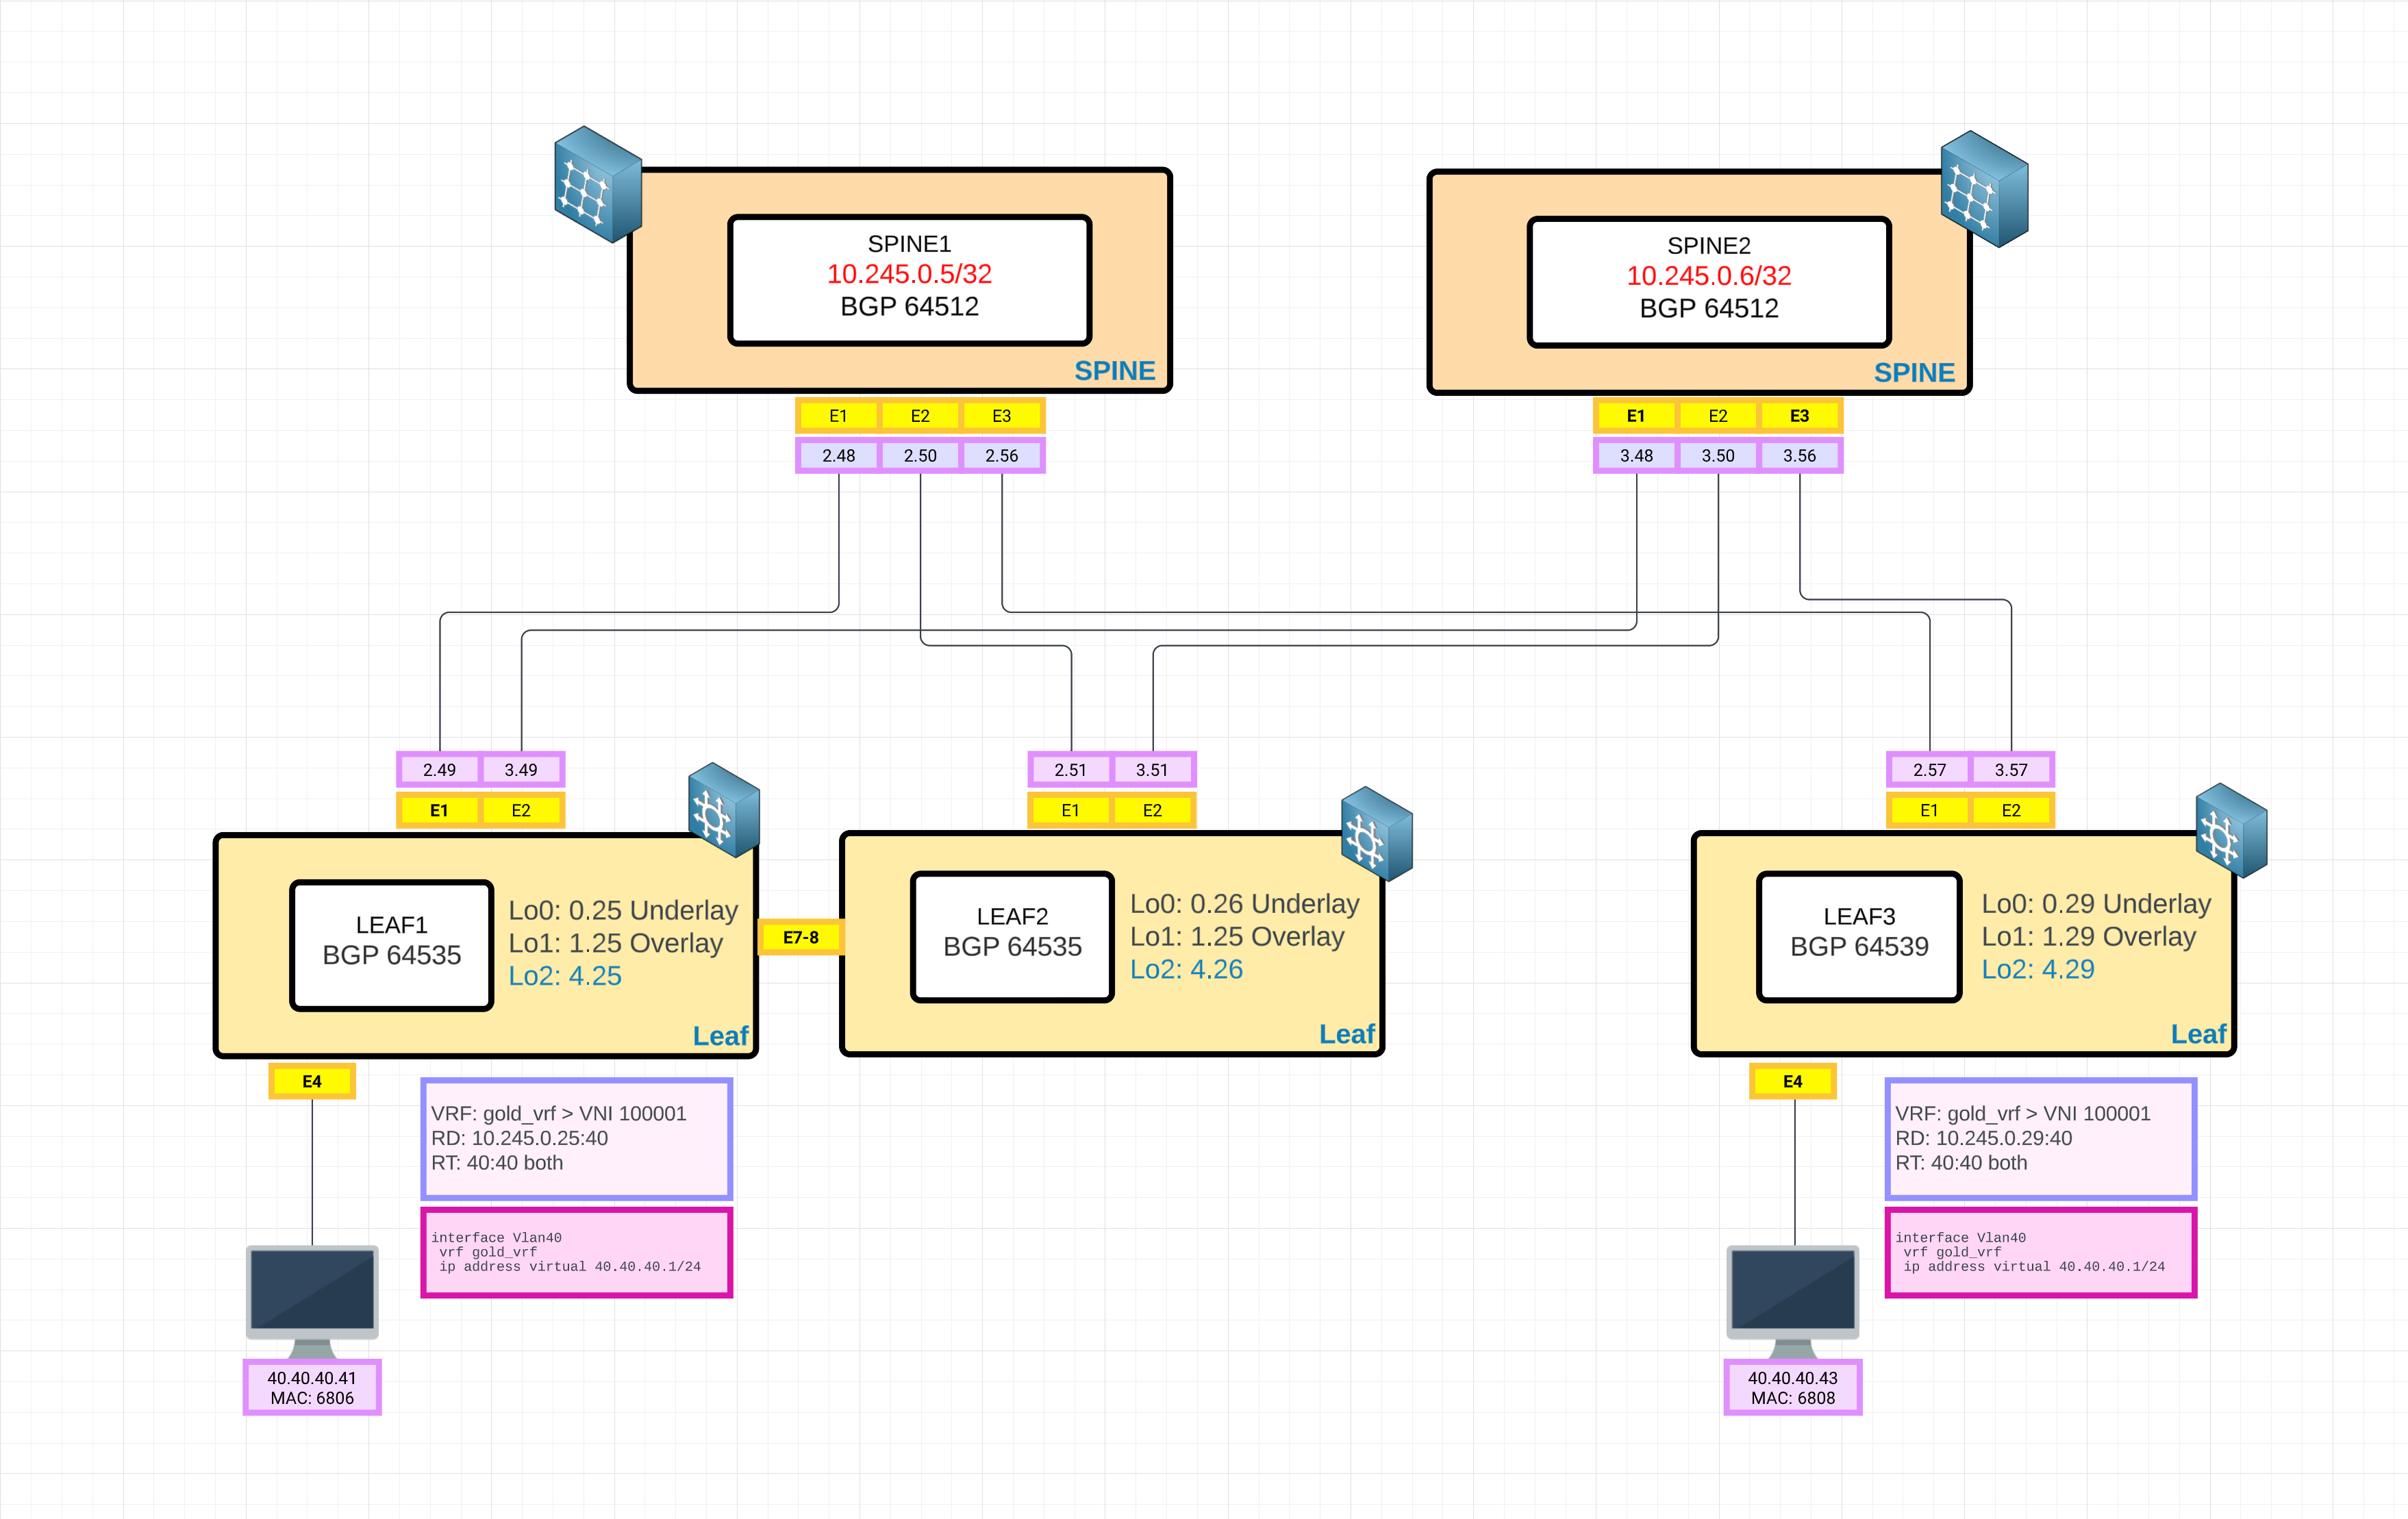 SPINE1
10.245.0.5/32
BGP 64512
SPINE
SPINE2
10.245.0.6/32
BGP 64512
SPINE
E1 E2 E3
2.48 2.50 2.56
E1 E2 E3
3.48 3.50 3.56
2.49 3.49
E1 E2
2.51 3.51
E1 E2
2.57 3.57
E1 E2
LEAF1
BGP 64535
Lo0: 0.25 Underlay
Lo1: 1.25 Overlay
Lo2: 4.25
Leaf
E7-8
LEAF2
BGP 64535
Lo0: 0.26 Underlay
Lo1: 1.25 Overlay
Lo2: 4.26
Leaf
LEAF3
BGP 64539
Lo0: 0.29 Underlay
Lo1: 1.29 Overlay
Lo2: 4.29
Leaf
E4
VRF: gold_vrf > VNI 100001
RD: 10.245.0.25:40
RT: 40:40 both
interface Vlan40
vrf gold_vrf
ip address virtual 40.40.40.1/24
40.40.40.41
MAC: 6806
E4
VRF: gold_vrf > VNI 100001
RD: 10.245.0.29:40
RT: 40:40 both
interface Vlan40
vrf gold_vrf
ip address virtual 40.40.40.1/24
40.40.40.43
MAC: 6808